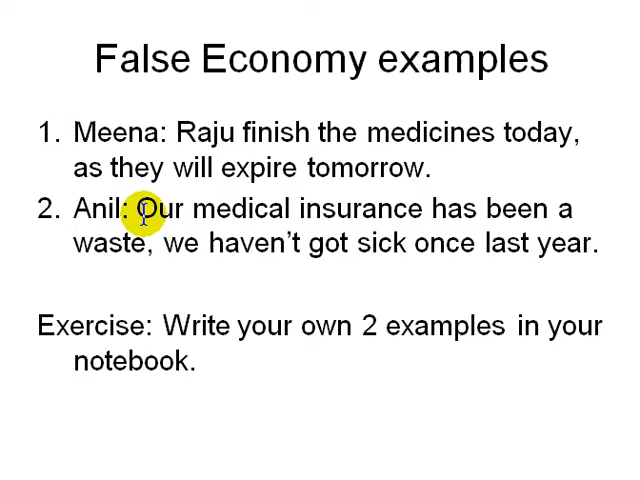 False Economy examples
1. Meena: Raju finish the medicines today,
as they will expire tomorrow.
2. Anil: Our medical insurance has been a
waste, we haven't got sick once last year.
Exercise: Write your own 2 examples in your
notebook.